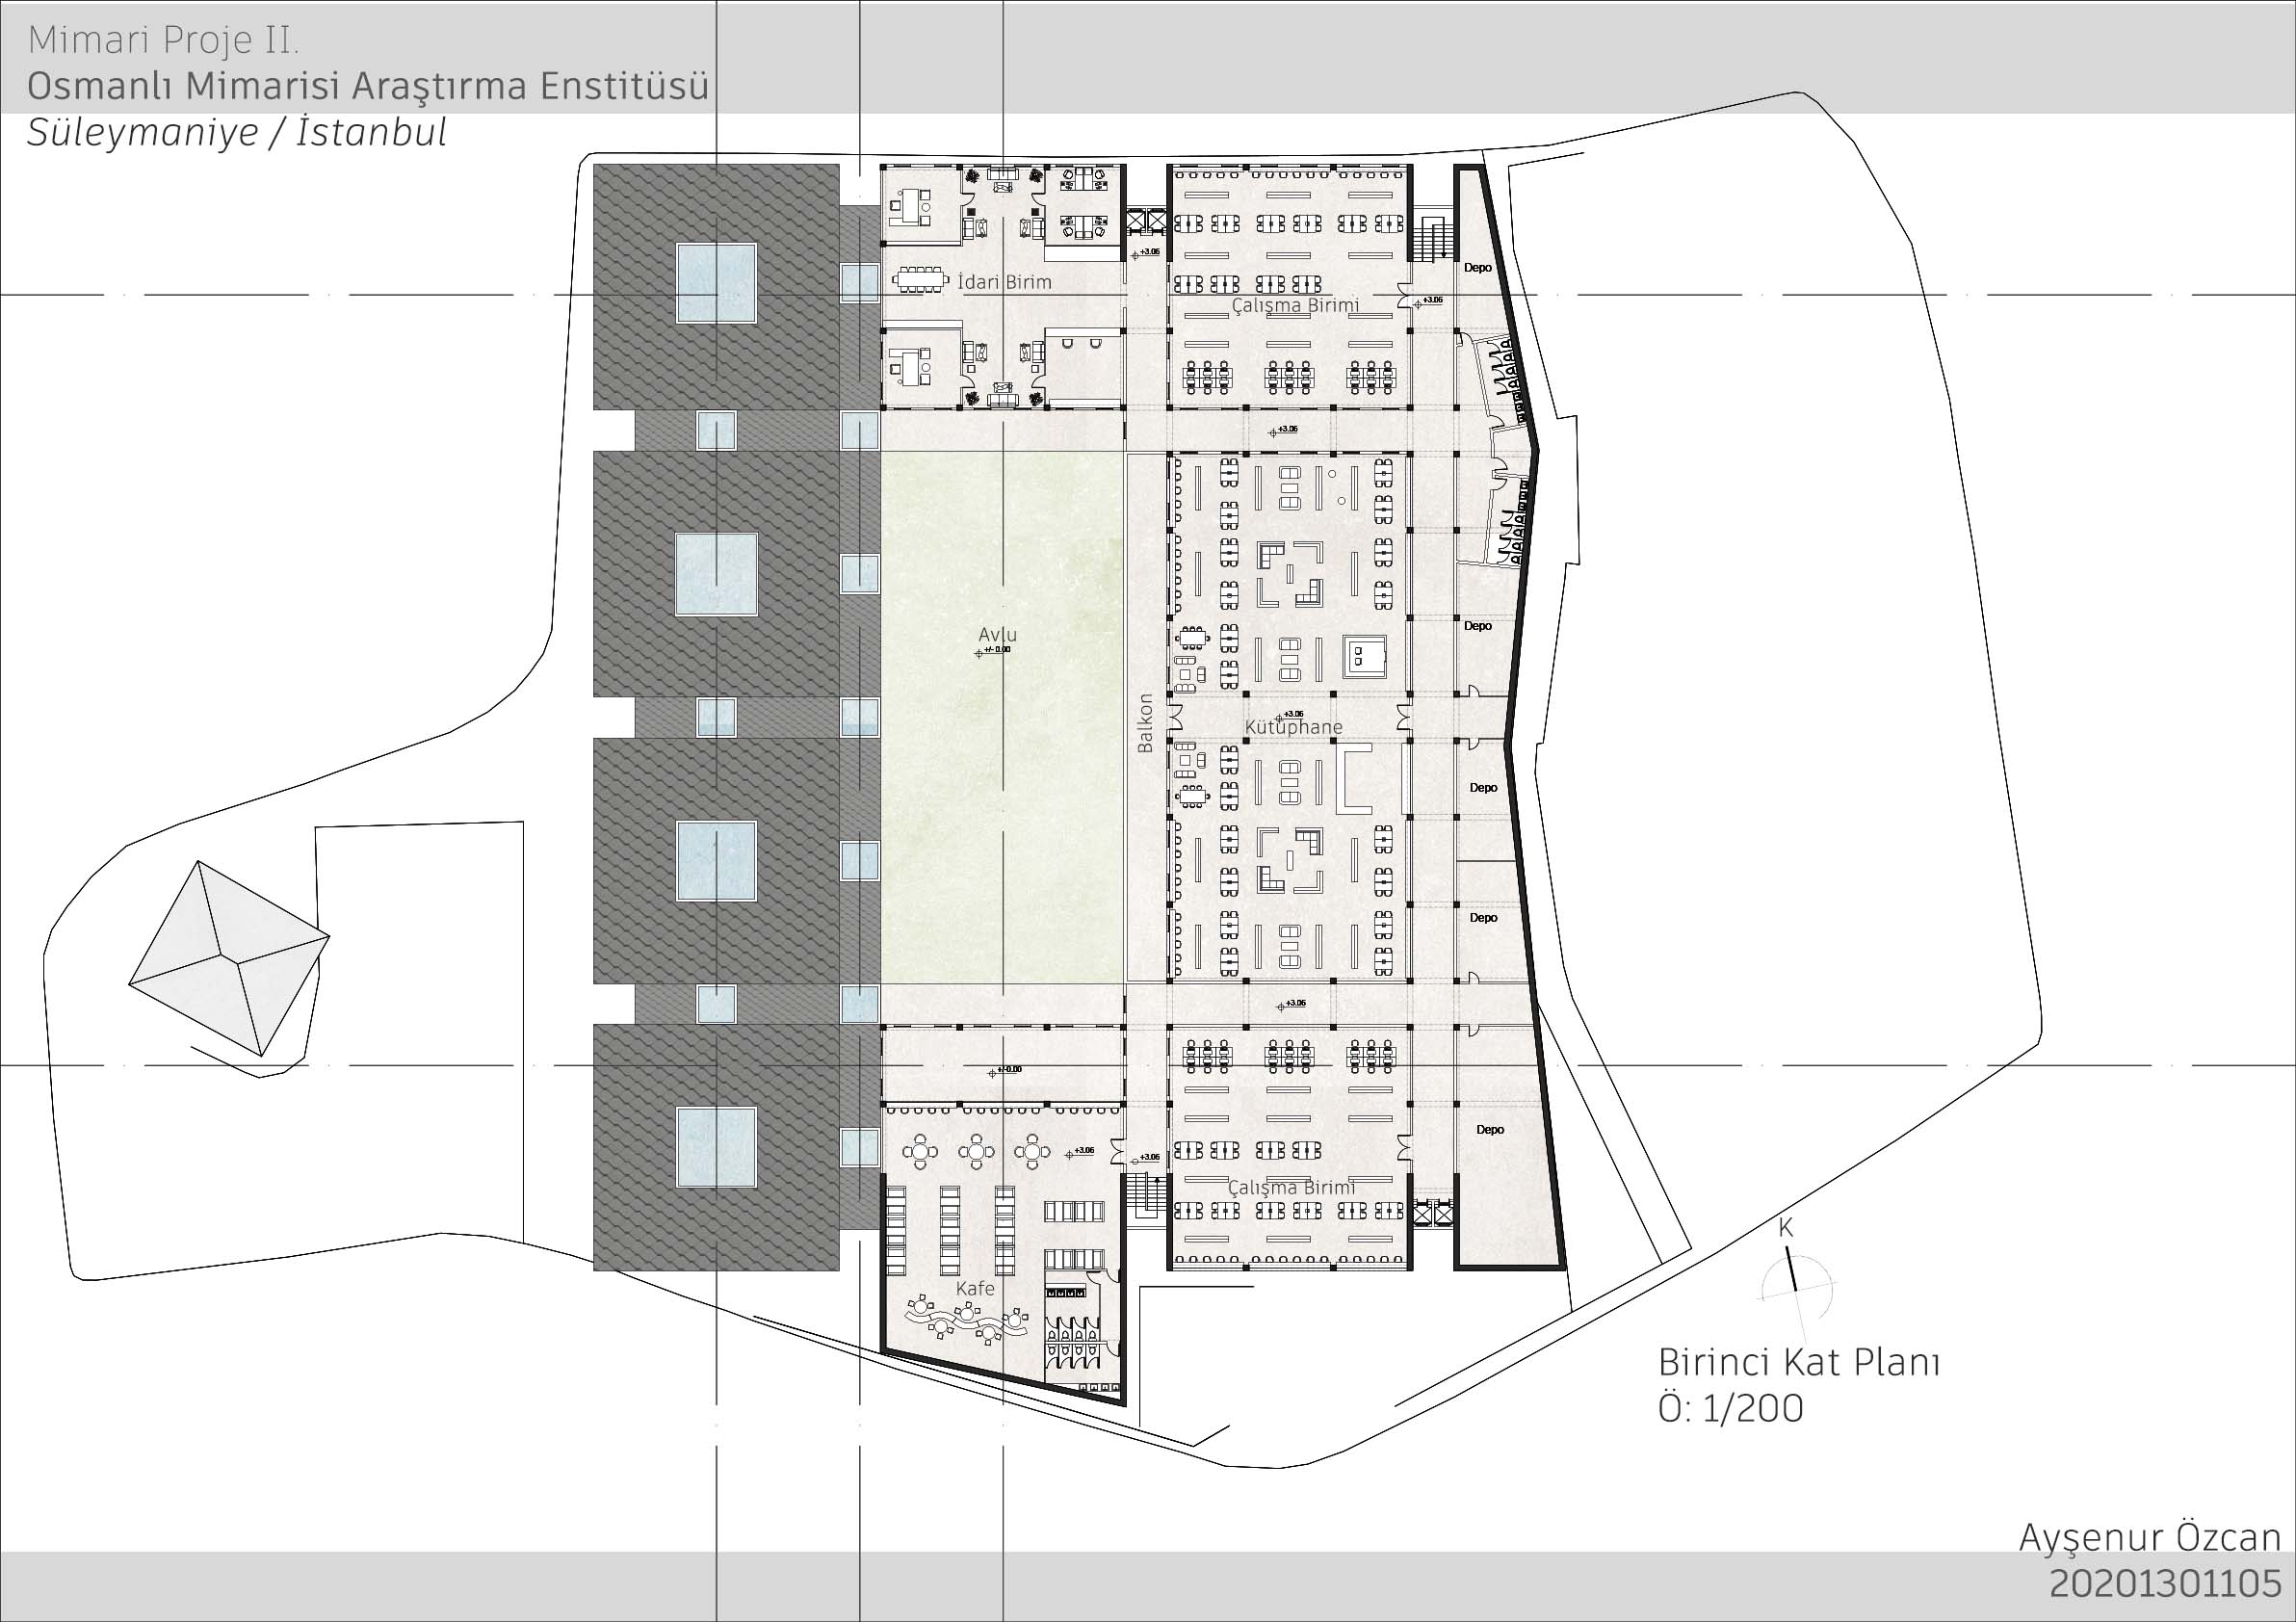 Mimari Proje II.
Osmanlı Mimarisi Araştırma Enstitüsü
Süleymaniye / İstanbul
+3.06
Depo
İdari Birim
Çalışma Birimi
+3.06
+3.06
Depo
Avlu
+/- 0.00
Balkon
+3.06
Kütüphane
Depo
Depo
+3.06
+/-0.00
Depo
+3.06
+3.06
Çalışma Birimi
Kafe
K
Birinci Kat Planı
Ö: 1/200
Ayşenur Özcan
20201301105